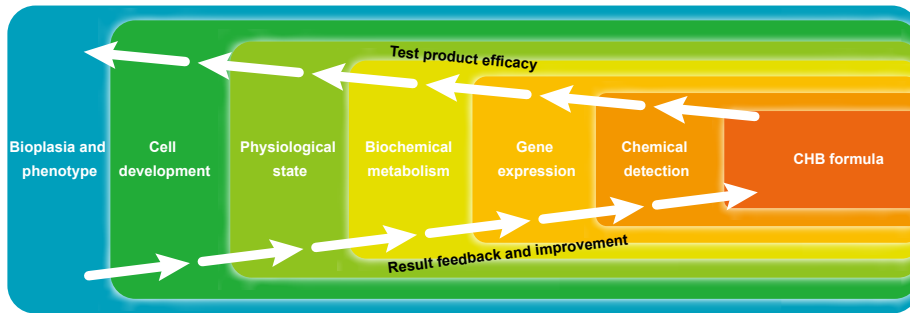 Test product efficacy
Bioplasia and
phenotype
Cell
development
Physiological
state
Biochemical
metabolism
Gene
expression
Chemical
detection
CHB formula
Result feedback and improvement